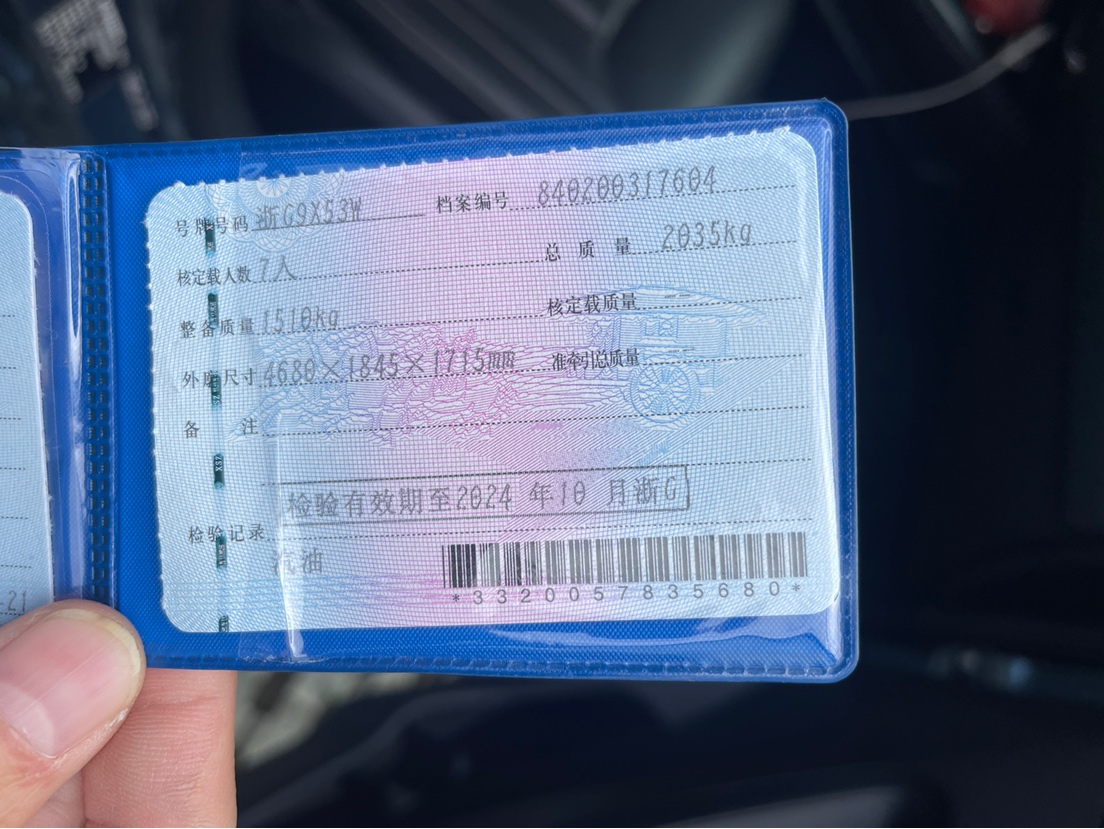 号牌号码 浙G9X53W 档案编号 840200317604
核定载人数 7人 总质量 2035kg
整备质量 1510kg 核定载质量 --
外廓尺寸 4680×1845×1715mm 准牵引总质量 --
备注
检验记录 检验有效期至2024 年10 月浙G
汽油
*3320057835680*
-21